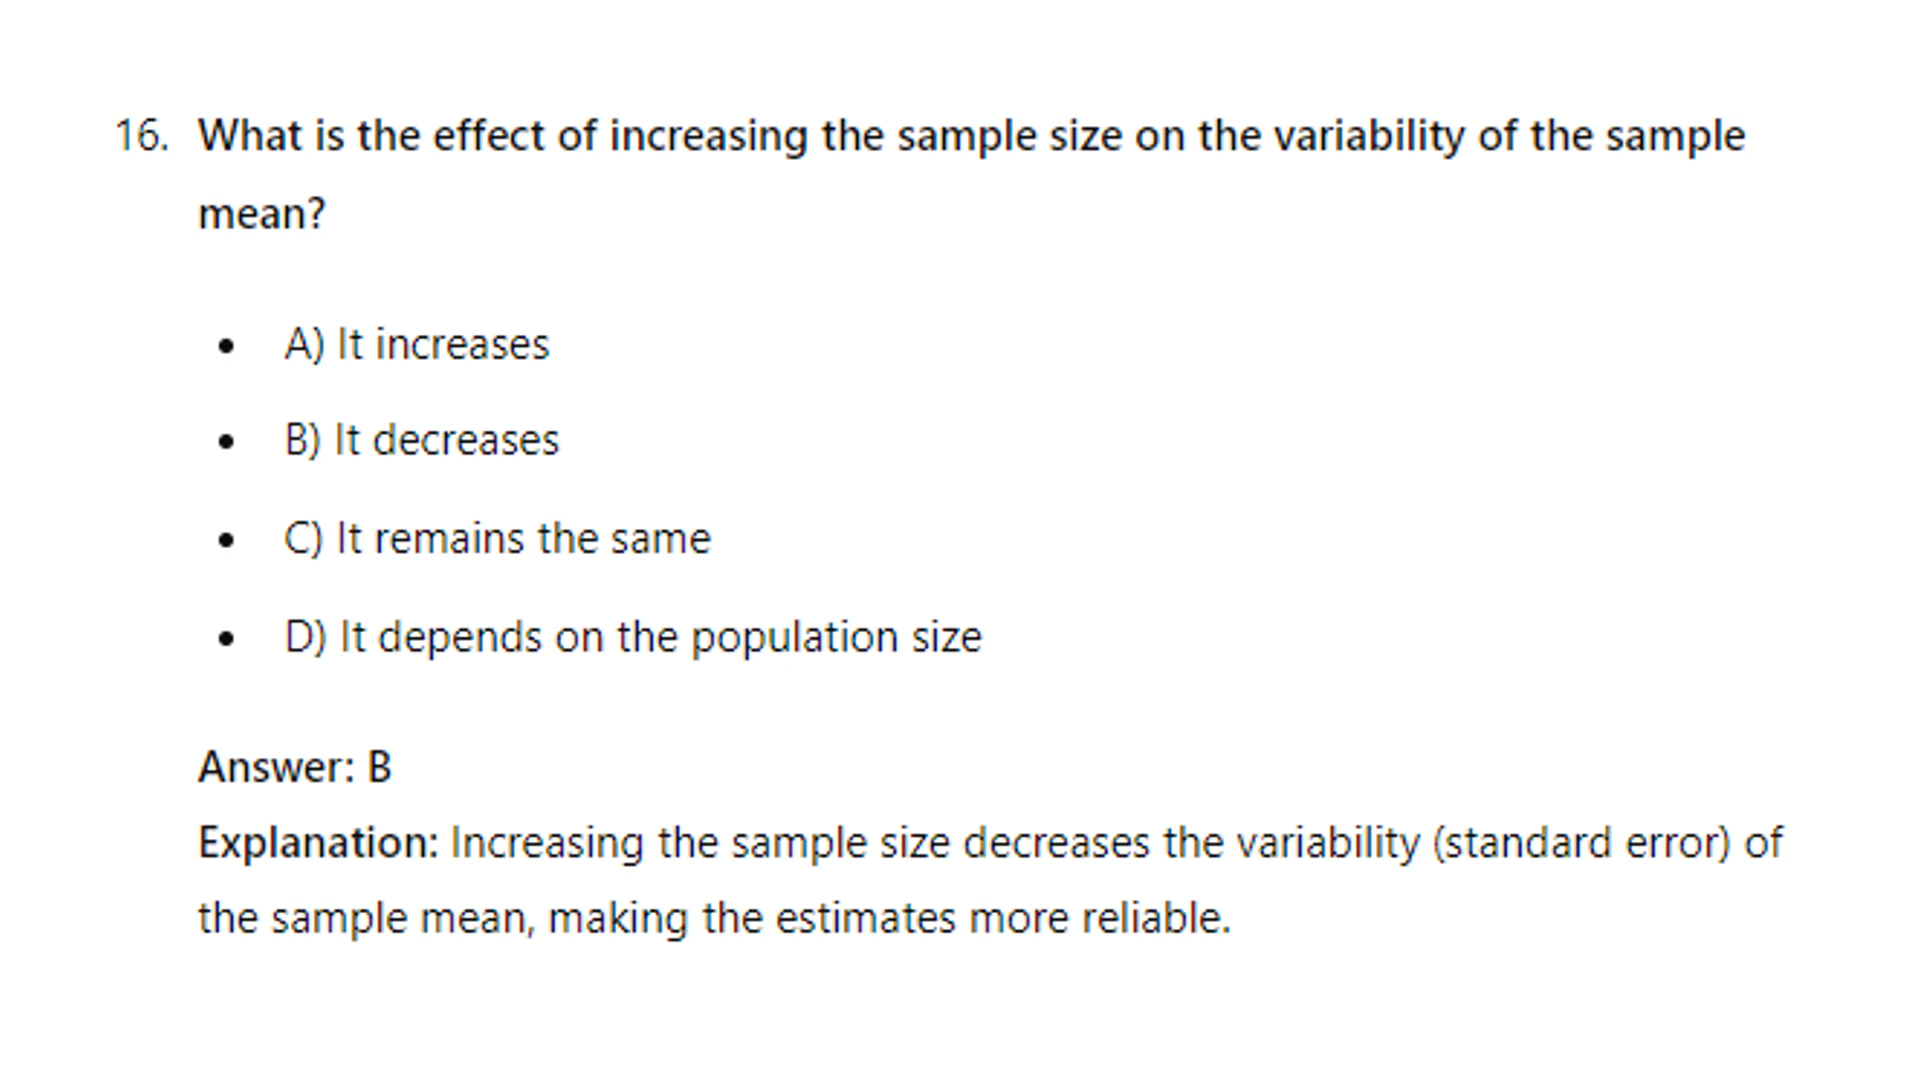 16. What is the effect of increasing the sample size on the variability of the sample
mean?
• A) It increases
• B) It decreases
• C) It remains the same
• D) It depends on the population size
Answer: B
Explanation: Increasing the sample size decreases the variability (standard error) of
the sample mean, making the estimates more reliable.